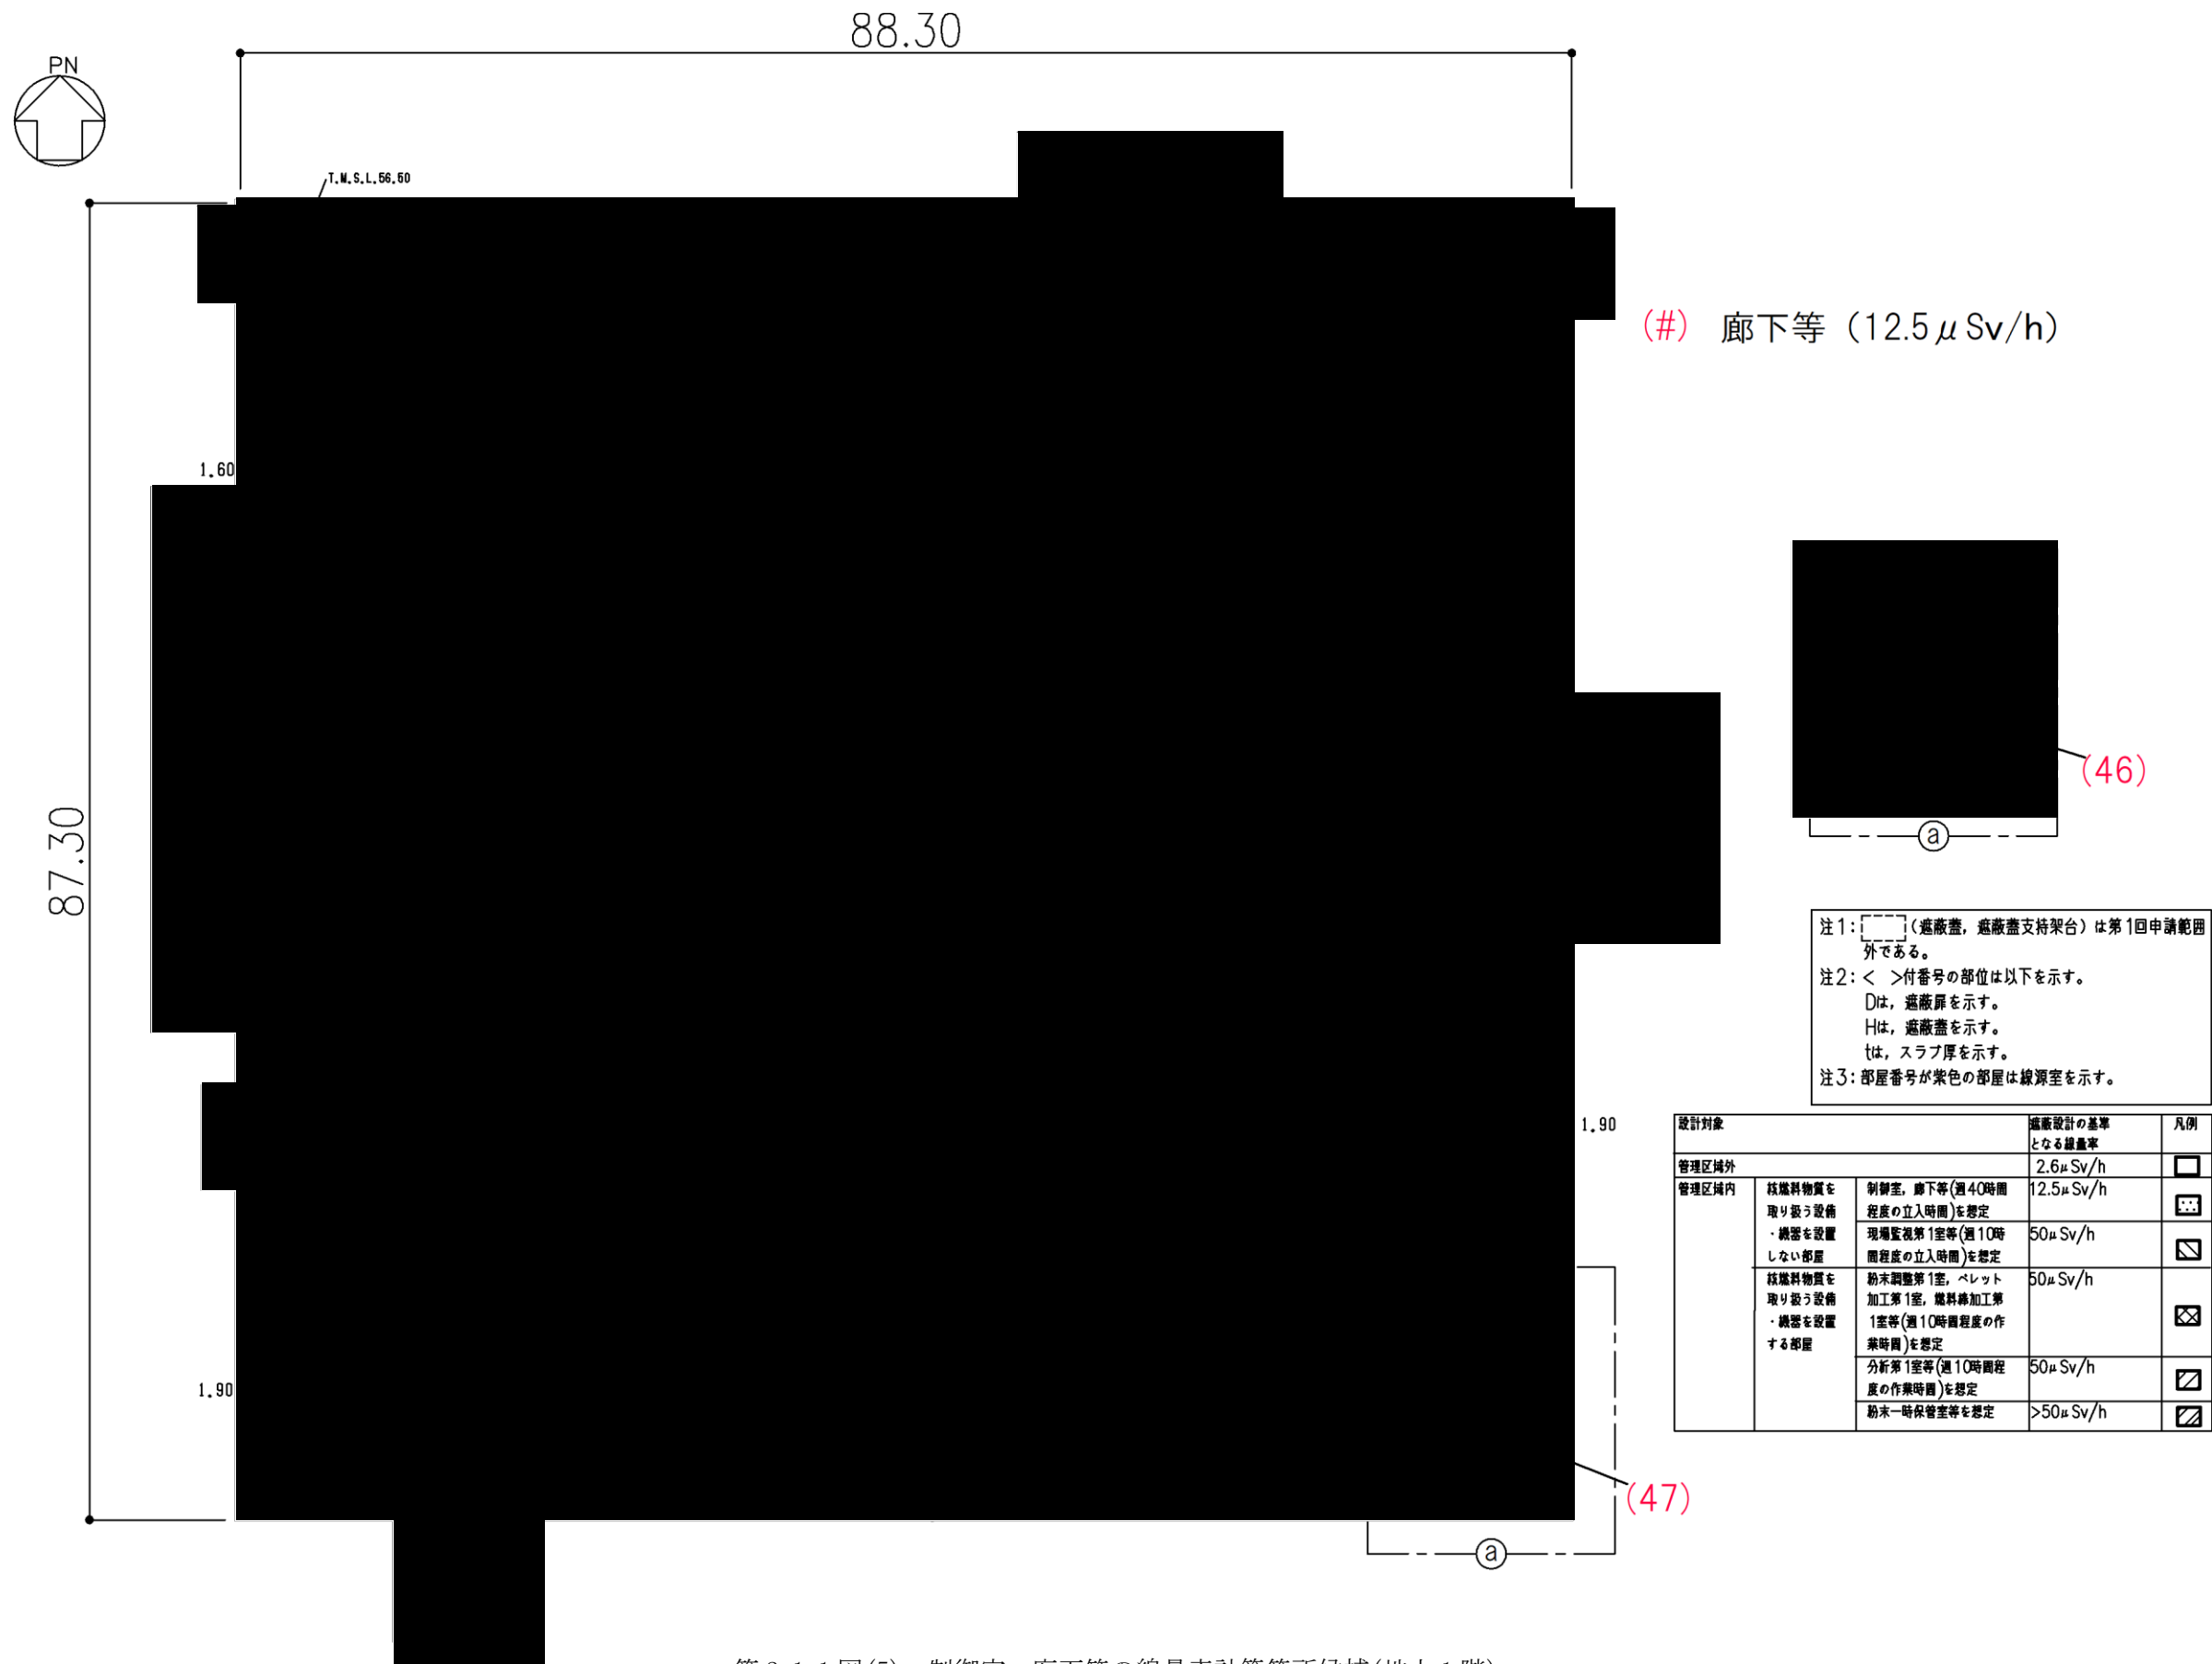 88.30
PN
T.M.S.L.56.60
(#) 廊下等（12.5μSv/h）
1.60
87.30
(46)
a
注1:（遮蔽蓋，遮蔽蓋支持架台）は第1回申請範囲
外である。
注2:< >付番号の部位は以下を示す。
Dは，遮蔽扉を示す。
Hは，遮蔽蓋を示す。
tは，スラブ厚を示す。
注3:部屋番号が紫色の部屋は線源室を示す。
1.90
設計対象
遮蔽設計の基準
となる線量率
凡例
管理区域外
2.6μSv/h
管理区域内
核燃料物質を
取り扱う設備
・機器を設置
しない部屋
制御室，廊下等(週40時間
程度の立入時間)を想定
12.5μSv/h
現場監視第1室等(週10時
間程度の立入時間)を想定
50μSv/h
核燃料物質を
取り扱う設備
・機器を設置
する部屋
粉末調整第1室，ペレット
加工第1室，燃料棒加工第
1室等(週10時間程度の作
業時間)を想定
50μSv/h
分析第1室等(週10時間程
度の作業時間)を想定
50μSv/h
粉末一時保管室等を想定
>50μSv/h
1.90
(47)
a